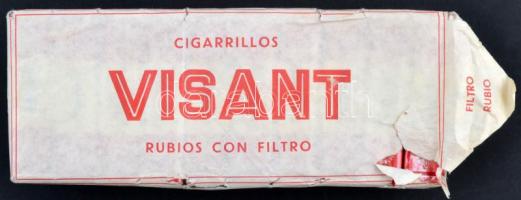 CIGARRILLOS
VISANT
RUBIOS CON FILTRO
FILTRO
RUBIO